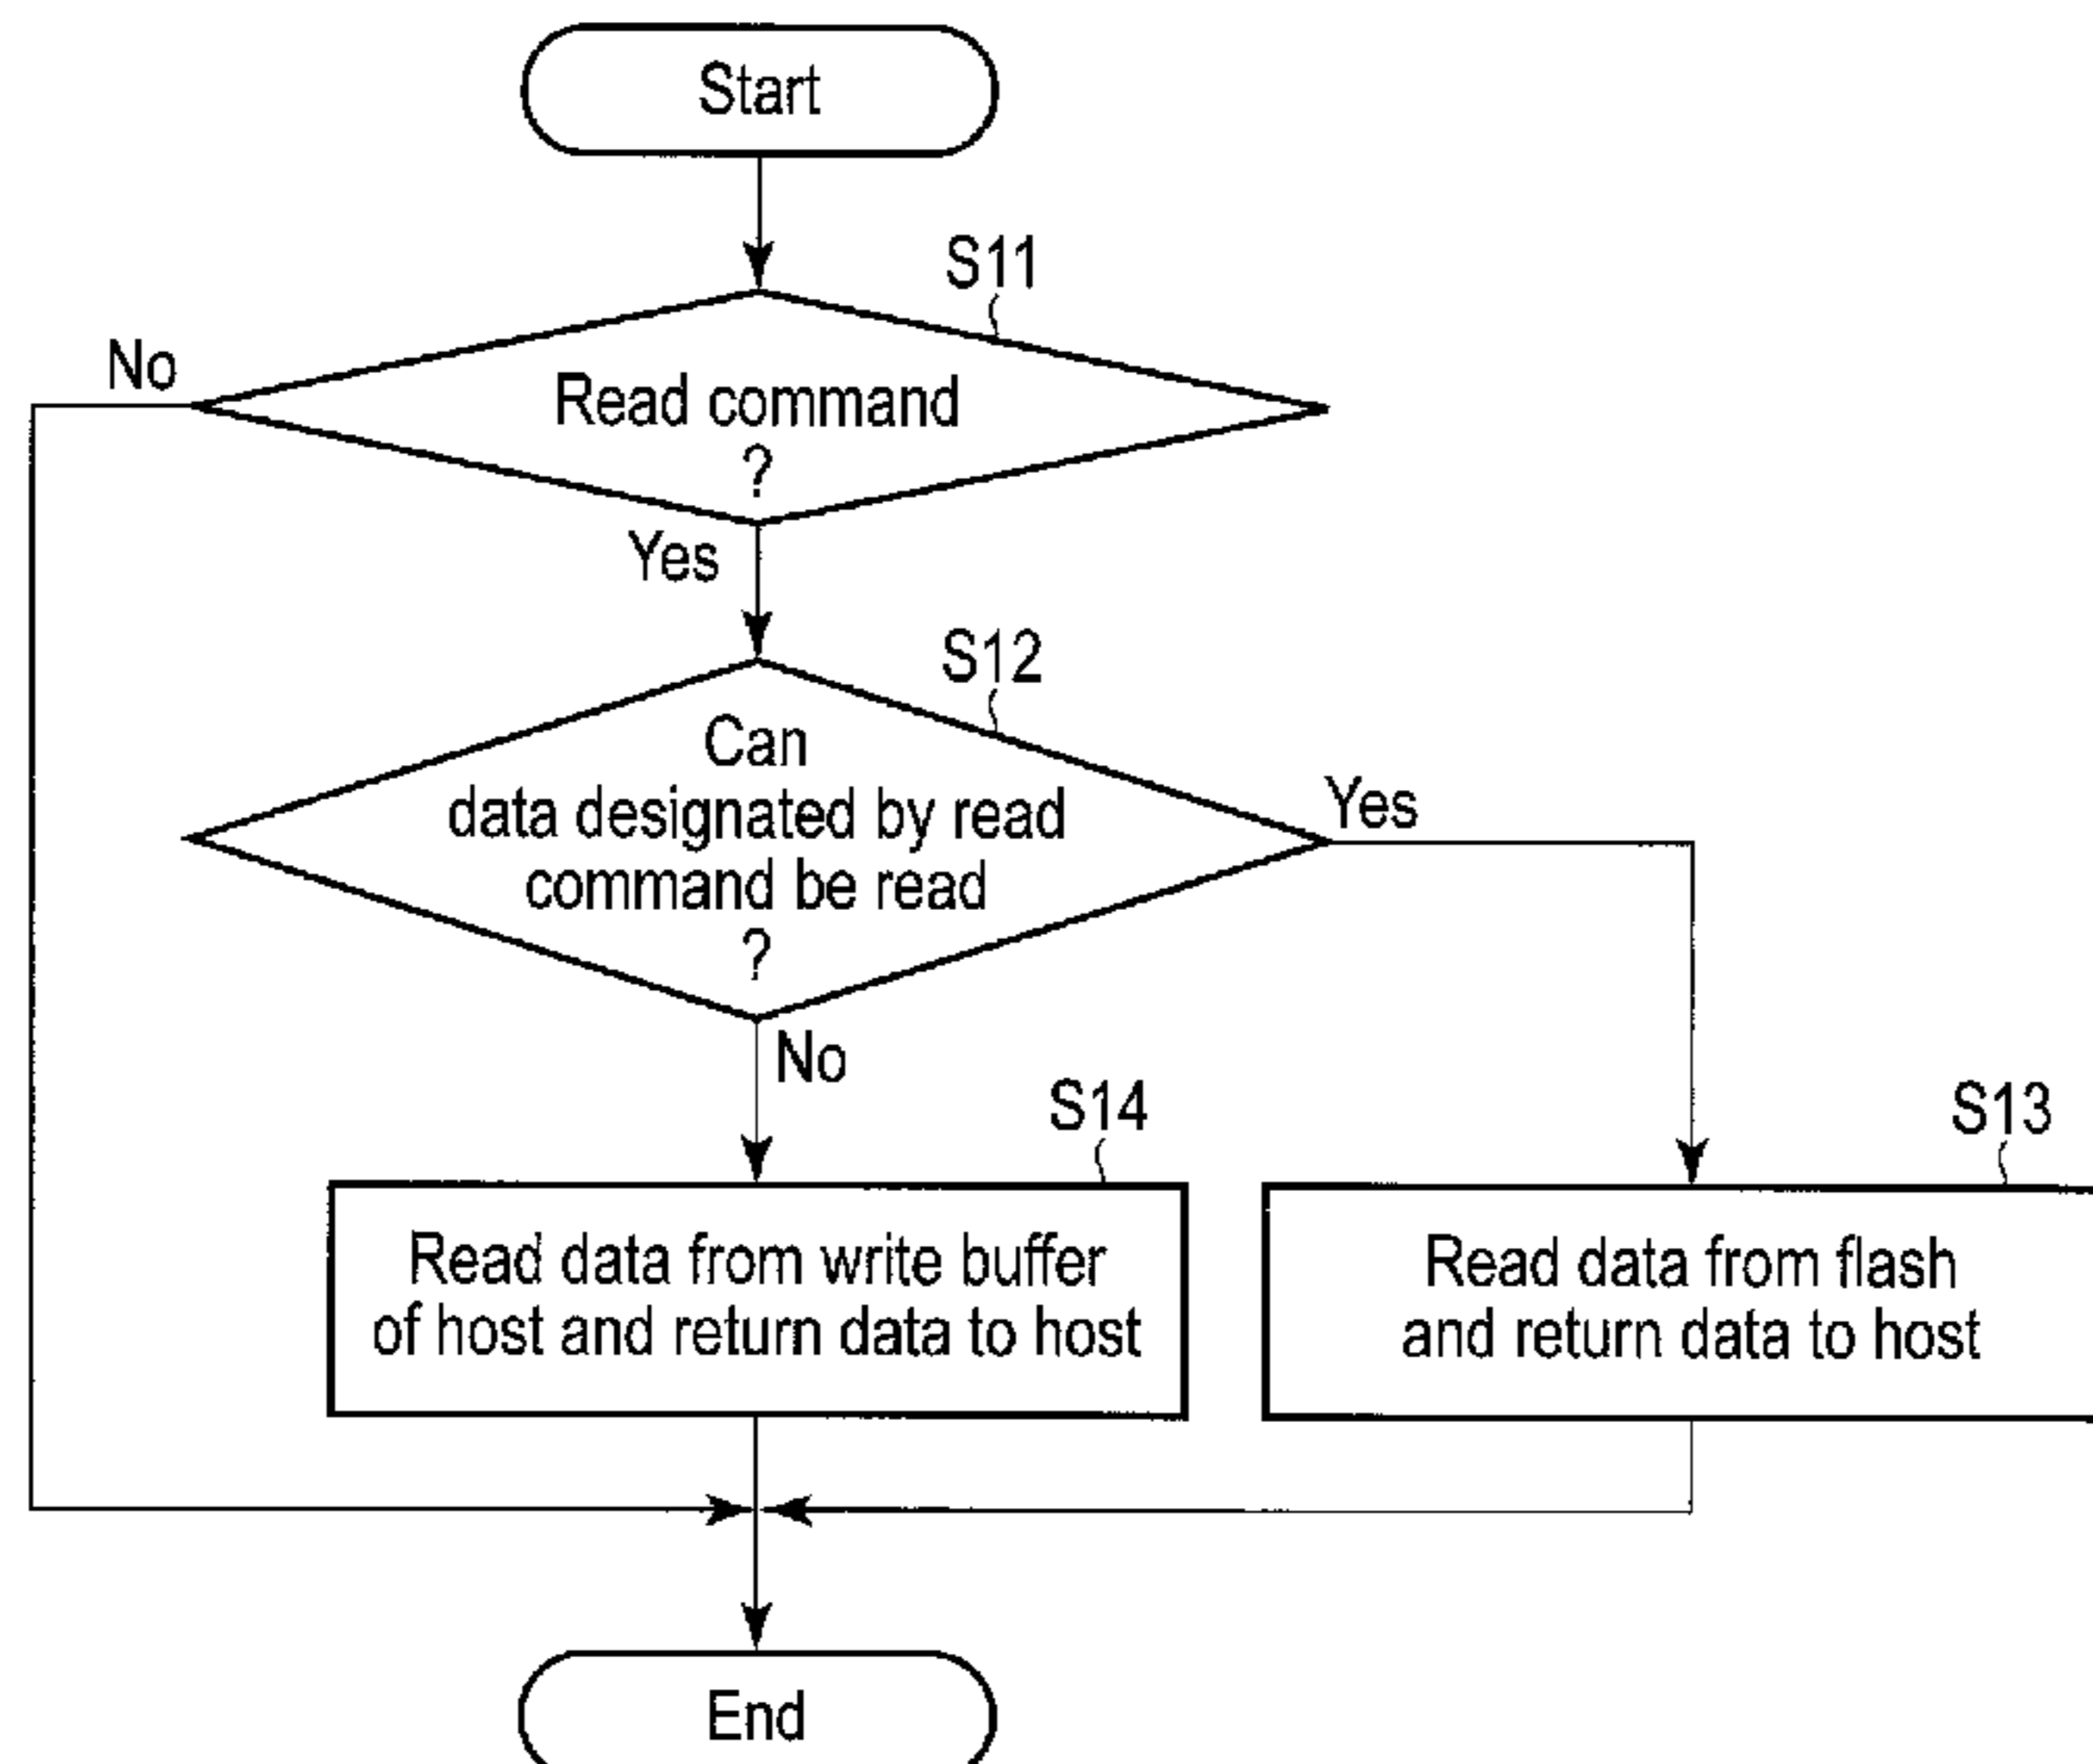 Start
S11
No
Read command
?
Yes
S12
Can
data designated by read
command be read
?
Yes
No
S14
S13
Read data from write buffer
of host and return data to host
Read data from flash
and return data to host
End